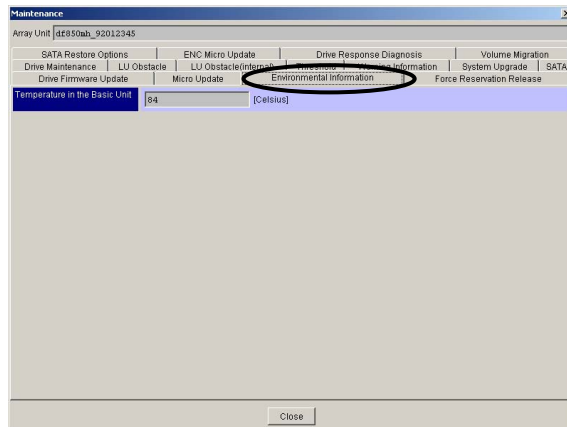 Maintenance
Array Unit df850mh_92012345
SATA Restore Options ENC Micro Update Drive Response Diagnosis Volume Migration
Drive Maintenance LU Obstacle LU Obstacle(internal) Threshold Warning Information System Upgrade SATA
Drive Firmware Update Micro Update Environmental Information Force Reservation Release
Temperature in the Basic Unit 84 [Celsius]
Close